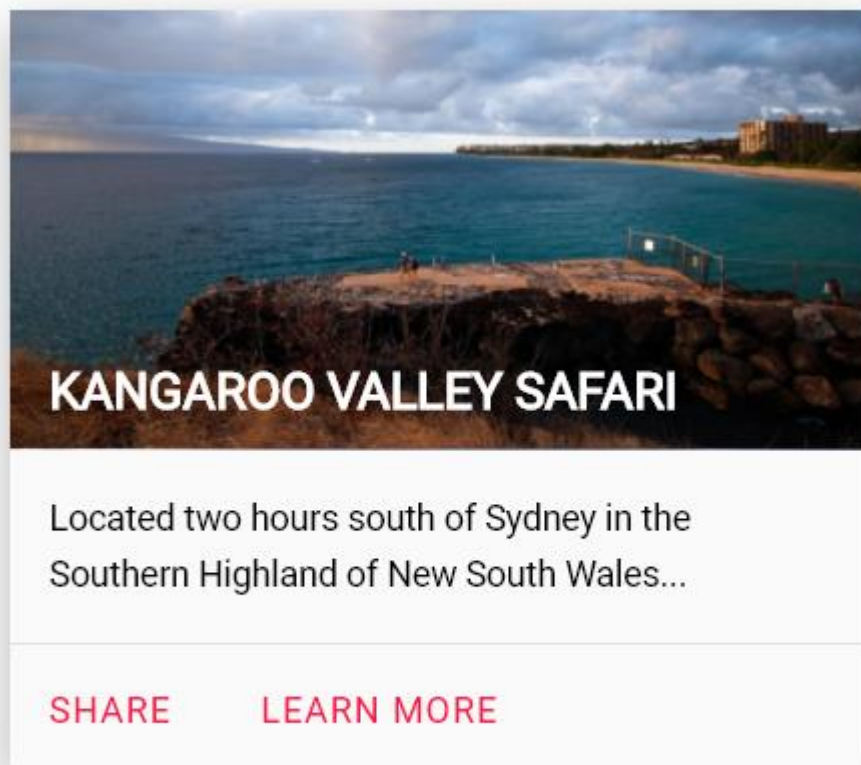 KANGAROO VALLEY SAFARI
Located two hours south of Sydney in the
Southern Highland of New South Wales...
SHARE
LEARN MORE